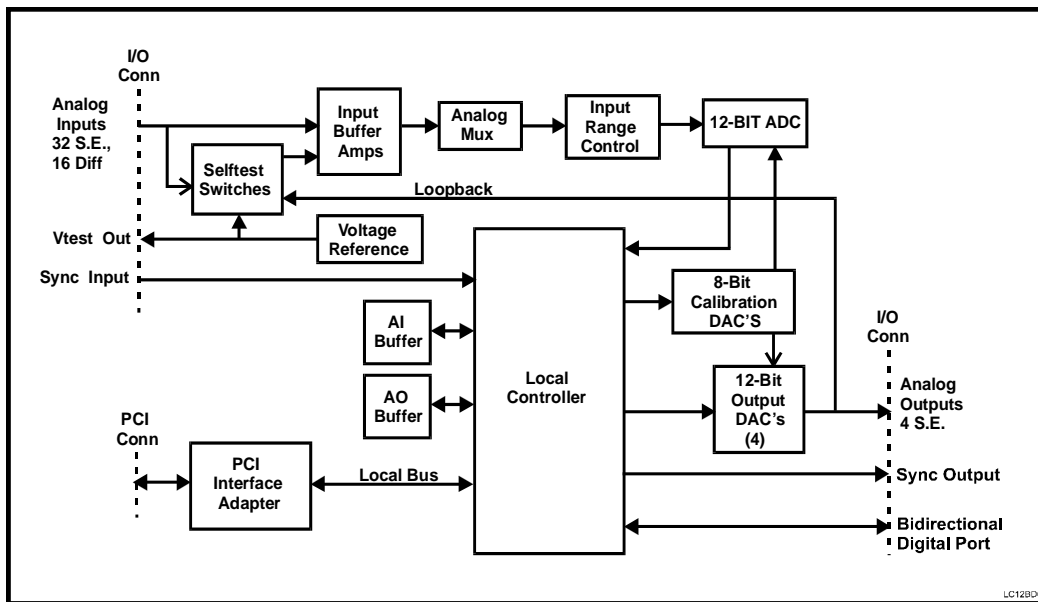 I/O
Conn
Analog
Inputs
32 S.E.,
16 Diff
Input
Buffer
Amps
Analog
Mux
Input
Range
Control
12-BIT ADC
Selftest
Switches
Loopback
Vtest Out
Voltage
Reference
Sync Input
8-Bit
Calibration
DAC'S
I/O
Conn
AI
Buffer
Local
Controller
AO
Buffer
12-Bit
Output
DAC's
(4)
Analog
Outputs
4 S.E.
PCI
Conn
PCI
Interface
Adapter
Local Bus
Sync Output
Bidirectional
Digital Port